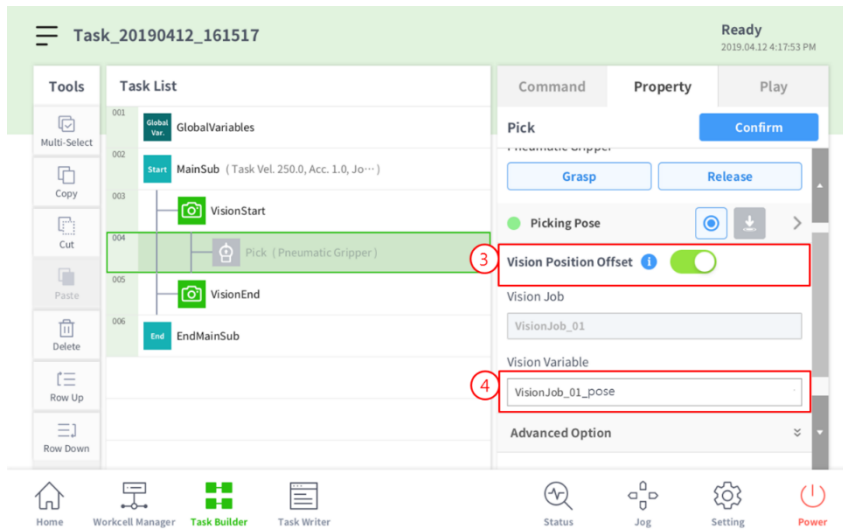 Task_20190412_161517
Ready
2019.04.12 4:17:53 PM
Tools
Multi-Select
Copy
Cut
Paste
Delete
Row Up
Row Down
Task List
001
Global Var.
GlobalVariables
002
Start
MainSub ( Task Vel. 250.0, Acc. 1.0, Jo··· )
003
VisionStart
004
Pick ( Pneumatic Gripper )
005
VisionEnd
006
End
EndMainSub
Command
Property
Play
Pick
Confirm
Pneumatic Gripper
Grasp
Release
Picking Pose
3
Vision Position Offset
i
Vision Job
VisionJob_01
Vision Variable
4
VisionJob_01_pose
Advanced Option
Home
Workcell Manager
Task Builder
Task Writer
Status
Jog
Setting
Power